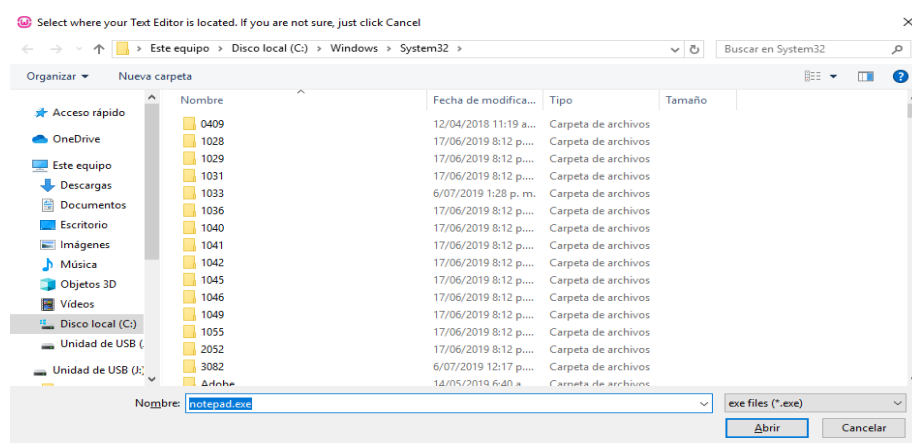 Select where your Text Editor is located. If you are not sure, just click Cancel
Este equipo > Disco local (C:) > Windows > System32 >
Buscar en System32
Organizar Nueva carpeta
Nombre Fecha de modifica... Tipo Tamaño
Acceso rápido
OneDrive
Este equipo
Descargas
Documentos
Escritorio
Imágenes
Música
Objetos 3D
Vídeos
Disco local (C:)
Unidad de USB (
Unidad de USB (J:)
0409 12/04/2018 11:19 a... Carpeta de archivos
1028 17/06/2019 8:12 p.... Carpeta de archivos
1029 17/06/2019 8:12 p.... Carpeta de archivos
1031 17/06/2019 8:12 p.... Carpeta de archivos
1033 6/07/2019 1:28 p. m. Carpeta de archivos
1036 17/06/2019 8:12 p.... Carpeta de archivos
1040 17/06/2019 8:12 p.... Carpeta de archivos
1041 17/06/2019 8:12 p.... Carpeta de archivos
1042 17/06/2019 8:12 p.... Carpeta de archivos
1045 17/06/2019 8:12 p.... Carpeta de archivos
1046 17/06/2019 8:12 p.... Carpeta de archivos
1049 17/06/2019 8:12 p.... Carpeta de archivos
1055 17/06/2019 8:12 p.... Carpeta de archivos
2052 17/06/2019 8:12 p.... Carpeta de archivos
3082 6/07/2019 12:17 p.... Carpeta de archivos
Adobe 14/05/2019 6:40 a... Carpeta de archivos
Nombre: notepad.exe exe files (*.exe)
Abrir Cancelar